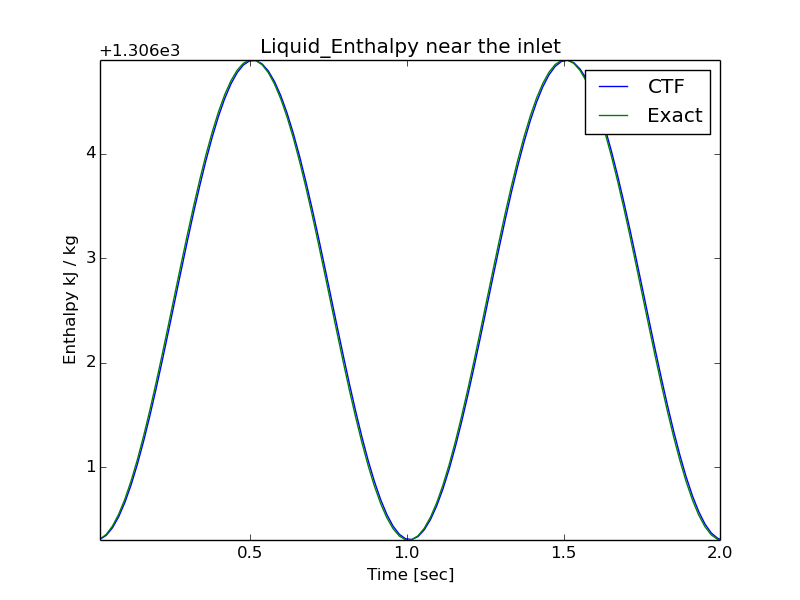 +1.306e3
Liquid_Enthalpy near the inlet
CTF
Exact
4
3
2
1
Enthalpy kJ / kg
0.5
1.0
1.5
2.0
Time [sec]